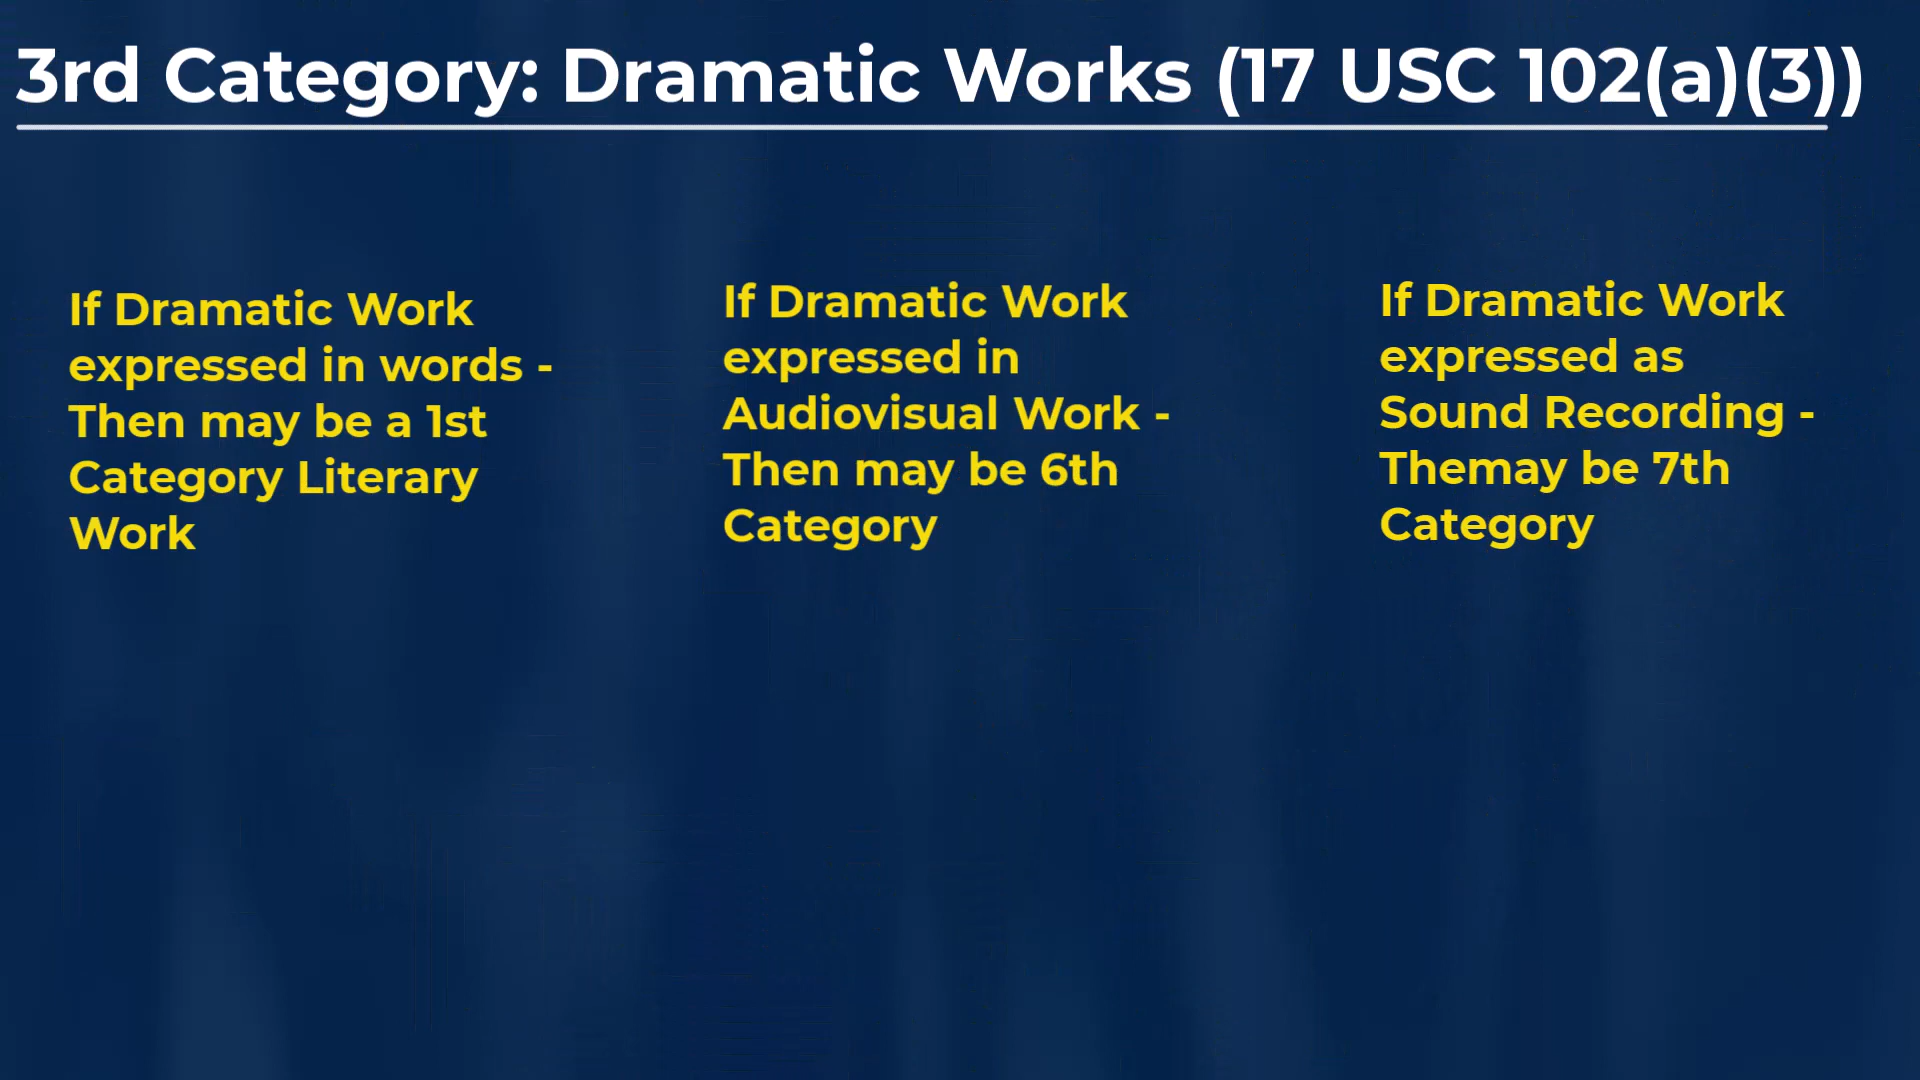 3rd Category: Dramatic Works (17 USC 102(a)(3))
If Dramatic Work
expressed in words -
Then may be a 1st
Category Literary
Work
If Dramatic Work
expressed in
Audiovisual Work -
Then may be 6th
Category
If Dramatic Work
expressed as
Sound Recording -
Themay be 7th
Category